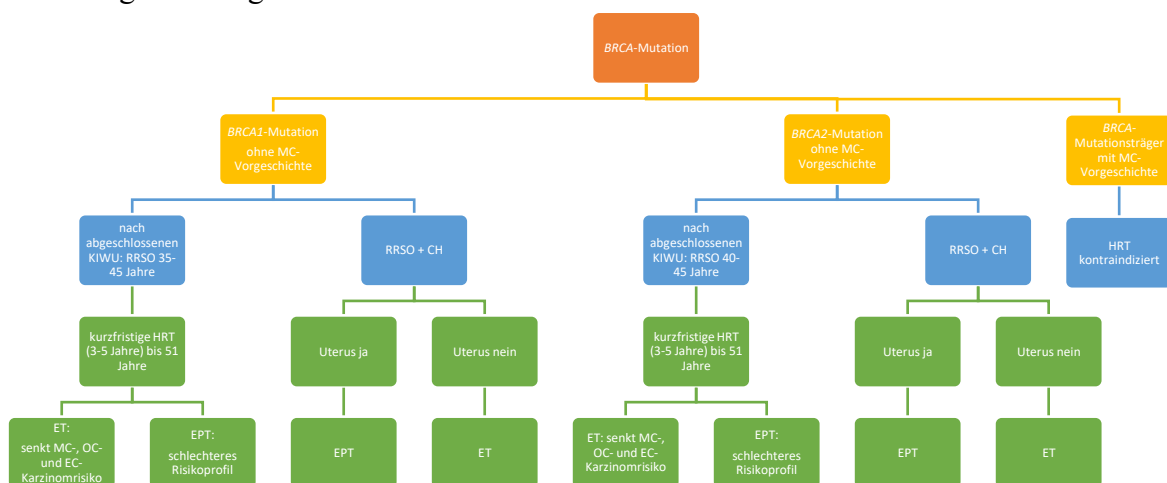 BRCA-Mutation
BRCA1-Mutation
ohne MC-
Vorgeschichte
BRCA2-Mutation
ohne MC-
Vorgeschichte
BRCA-
Mutationsträger
mit MC-
Vorgeschichte
nach
abgeschlossenen
KIWU: RRSO 35-
45 Jahre
RRSO + CH
nach
abgeschlossenen
KIWU: RRSO 40-
45 Jahre
RRSO + CH
HRT
kontraindiziert
kurzfristige HRT
(3-5 Jahre) bis 51
Jahre
Uterus ja
Uterus nein
kurzfristige HRT
(3-5 Jahre) bis 51
Jahre
Uterus ja
Uterus nein
ET:
senkt MC-, OC-
und EC-
Karzinomrisiko
EPT:
schlechteres
Risikoprofil
EPT
ET
ET: senkt MC-,
OC- und EC-
Karzinomrisiko
EPT:
schlechteres
Risikoprofil
EPT
ET